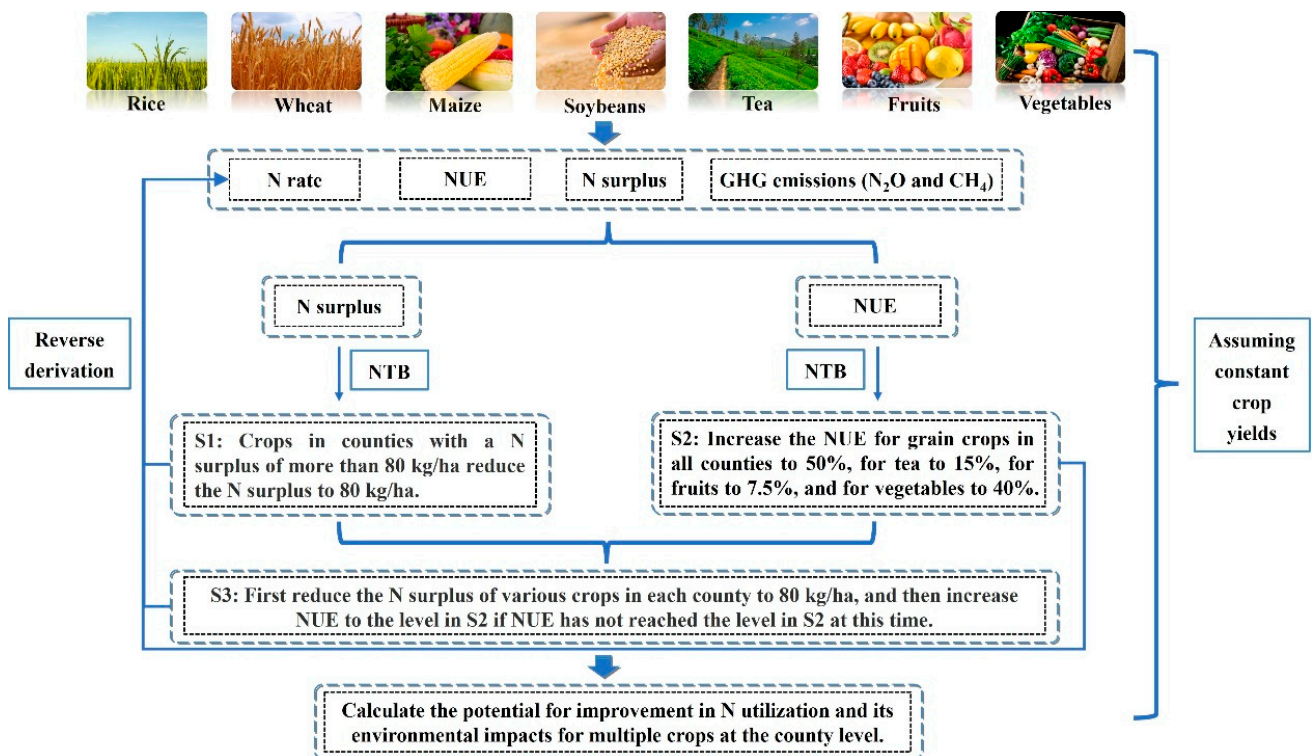 Rice
Wheat
Maize
Soybeans
Tea
Fruits
Vegetables
N rate
NUE
N surplus
GHG emissions (N₂O and CH₄)
N surplus
NUE
Reverse
derivation
NTB
NTB
Assuming
constant
crop
yields
S1: Crops in counties with a N
surplus of more than 80 kg/ha reduce
the N surplus to 80 kg/ha.
S2: Increase the NUE for grain crops in
all counties to 50%, for tea to 15%, for
fruits to 7.5%, and for vegetables to 40%.
S3: First reduce the N surplus of various crops in each county to 80 kg/ha, and then increase
NUE to the level in S2 if NUE has not reached the level in S2 at this time.
Calculate the potential for improvement in N utilization and its
environmental impacts for multiple crops at the county level.